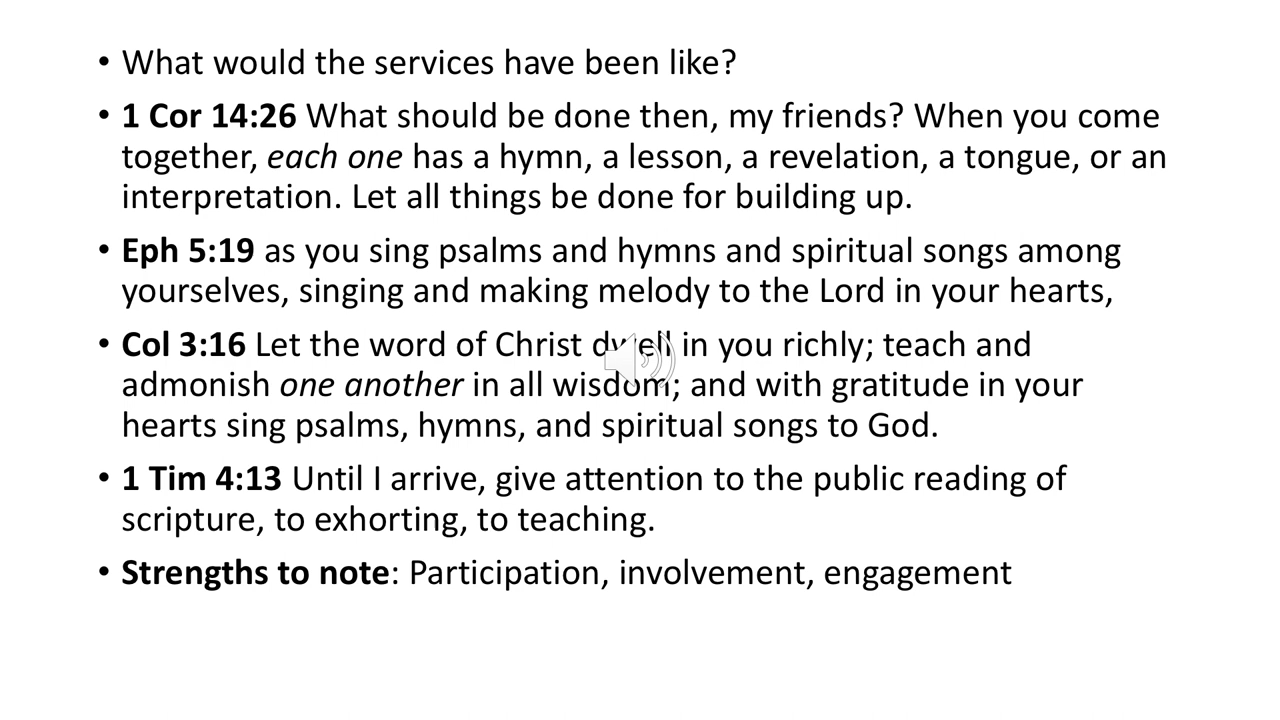 • What would the services have been like?
• 1 Cor 14:26 What should be done then, my friends? When you come
together, each one has a hymn, a lesson, a revelation, a tongue, or an
interpretation. Let all things be done for building up.
• Eph 5:19 as you sing psalms and hymns and spiritual songs among
yourselves, singing and making melody to the Lord in your hearts,
• Col 3:16 Let the word of Christ dwell in you richly; teach and
admonish one another in all wisdom; and with gratitude in your
hearts sing psalms, hymns, and spiritual songs to God.
• 1 Tim 4:13 Until I arrive, give attention to the public reading of
scripture, to exhorting, to teaching.
• Strengths to note: Participation, involvement, engagement